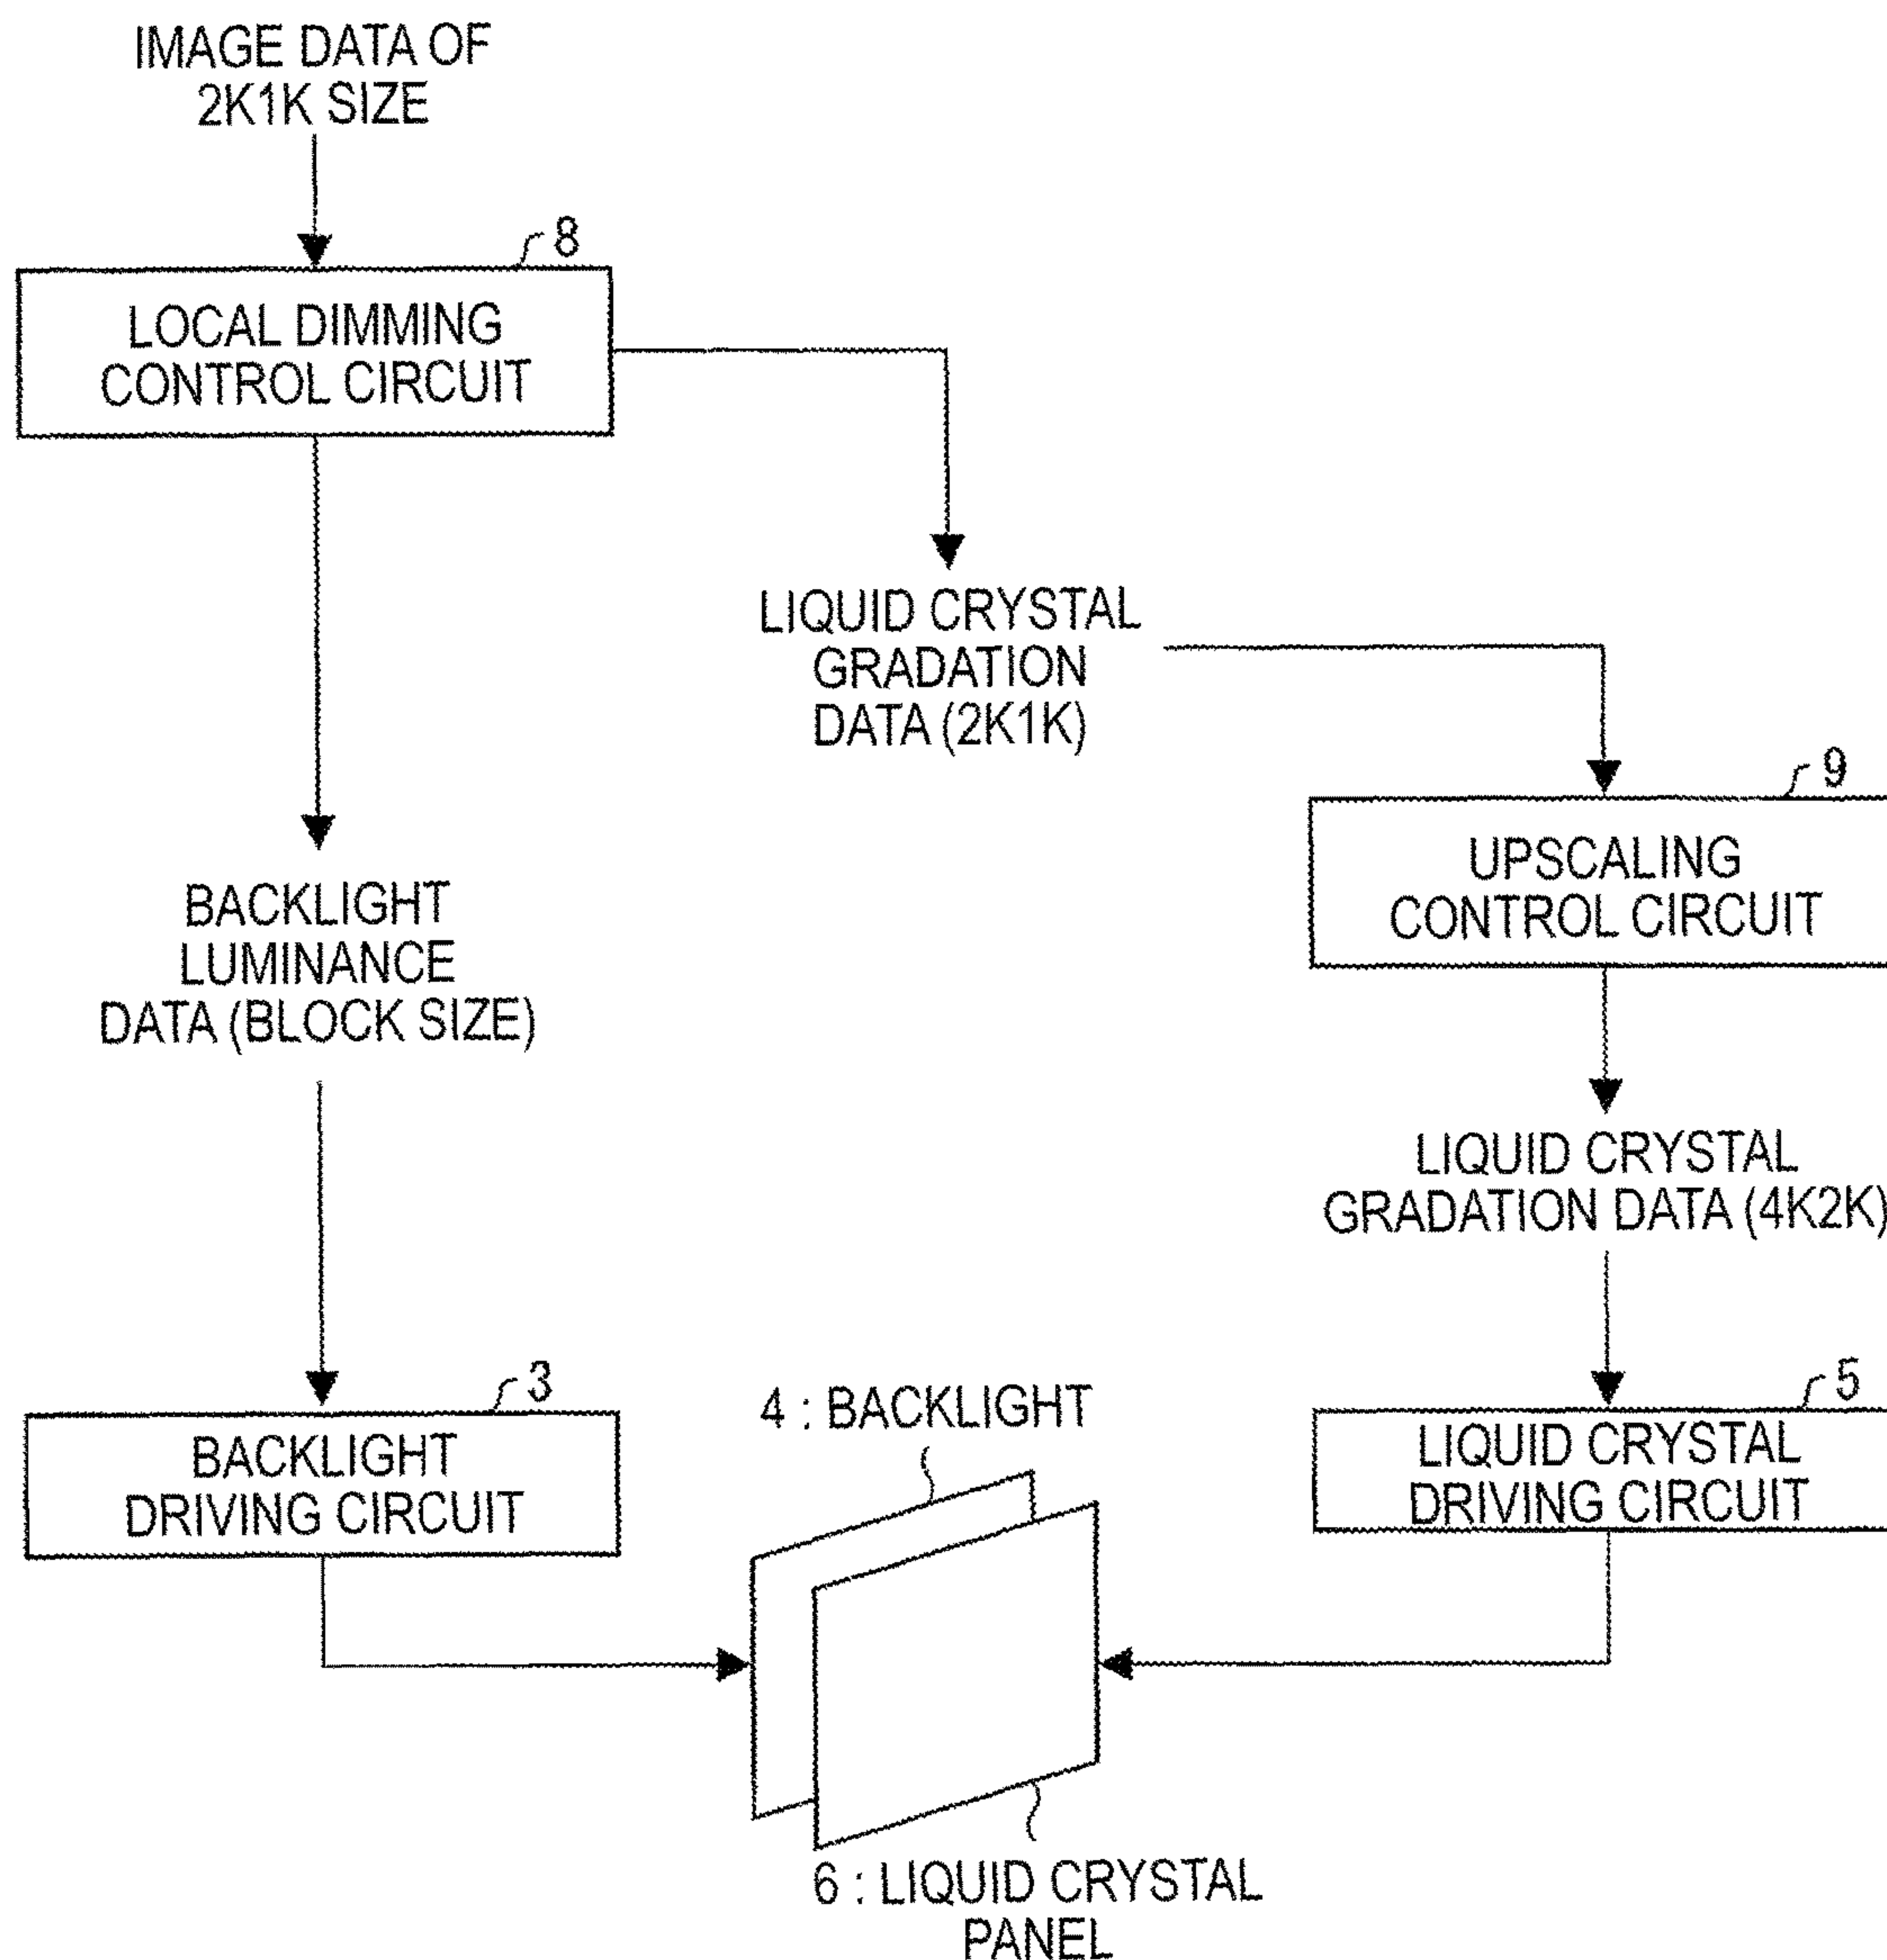 IMAGE DATA OF
2K1K SIZE
8
LOCAL DIMMING
CONTROL CIRCUIT
LIQUID CRYSTAL
GRADATION
DATA (2K1K)
9
UPSCALING
CONTROL CIRCUIT
BACKLIGHT
LUMINANCE
DATA (BLOCK SIZE)
LIQUID CRYSTAL
GRADATION DATA (4K2K)
3
BACKLIGHT
DRIVING CIRCUIT
4 : BACKLIGHT
5
LIQUID CRYSTAL
DRIVING CIRCUIT
6 : LIQUID CRYSTAL
PANEL